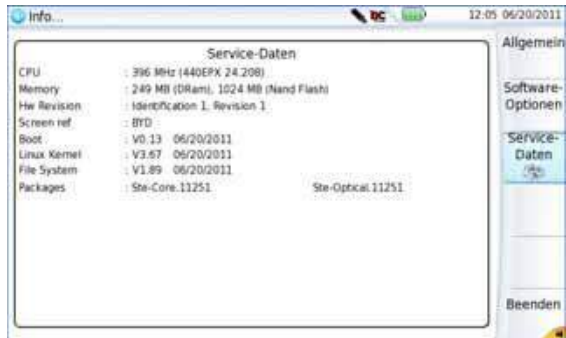 Info...
DC
12:05 06/20/2011
Service-Daten
CPU : 396 MHz (440EPX 24.208)
Memory : 249 MB (DRam), 1024 MB (Nand Flash)
Hw Revision : Identification 1, Revision 1
Screen ref : BYD
Boot : V0.13 06/20/2011
Linux Kernel : V3.67 06/20/2011
File System : V1.89 06/20/2011
Packages : Ste-Core.11251 Ste-Optical.11251
Allgemein
Software-
Optionen
Service-
Daten
Beenden